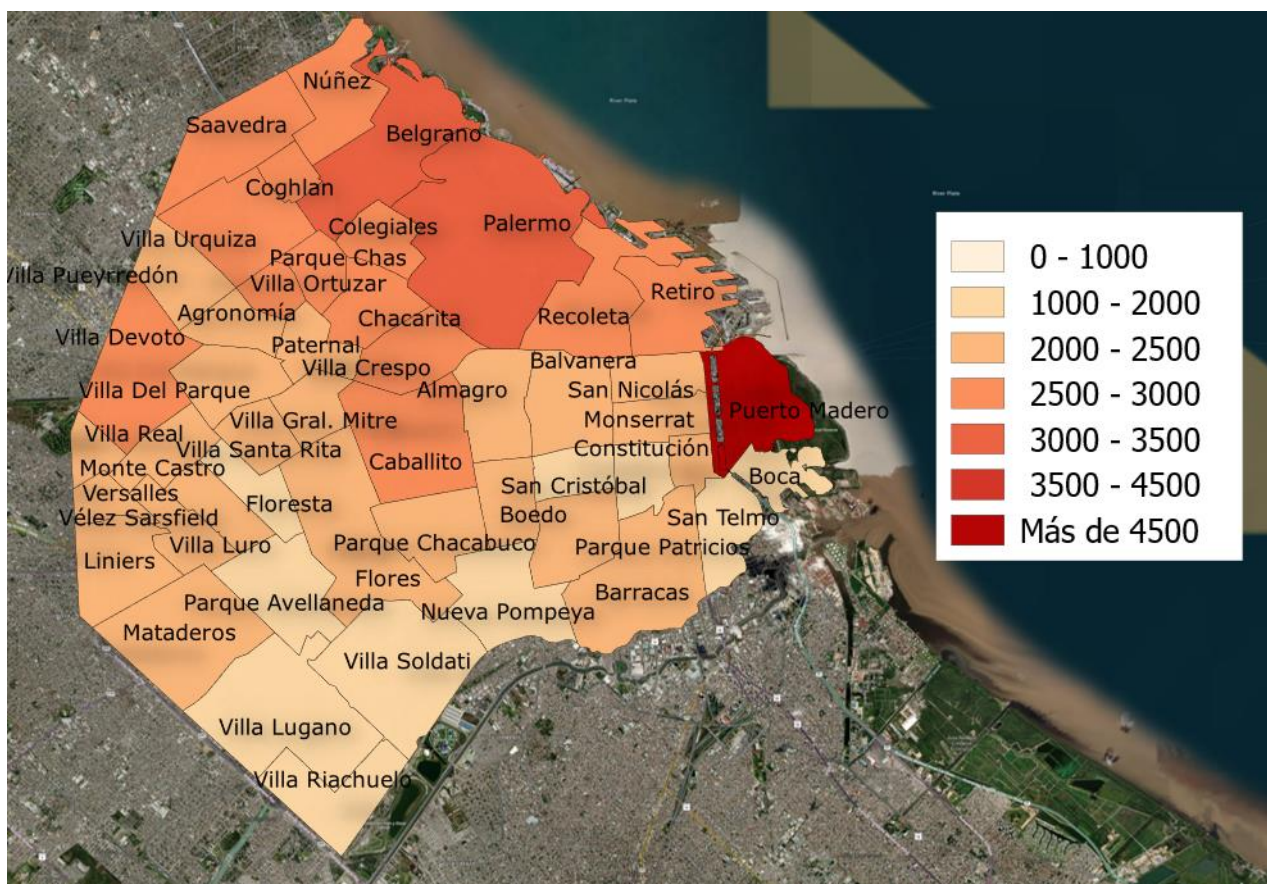 Núñez
River Plate
Saavedra
Belgrano
Coghlan
River Plate
Colegiales
Palermo
Villa Urquiza
Parque Chas
Villa Pueyrredón
Villa Ortuzar
Retiro
Agronomía
Chacarita
Recoleta
Villa Devoto
Paternal
Villa Crespo
Balvanera
Villa Del Parque
Almagro
San Nicolás
Puerto Madero
Villa Gral. Mitre
Monserrat
Villa Real
Villa Santa Rita
Constitución
Monte Castro
Caballito
Boca
Versalles
Floresta
San Cristóbal
Vélez Sarsfield
Boedo
San Telmo
Villa Luro
Parque Chacabuco
Parque Patricios
Liniers
Flores
Barracas
Parque Avellaneda
Nueva Pompeya
Mataderos
Villa Soldati
Villa Lugano
Villa Riachuelo
0 - 1000
1000 - 2000
2000 - 2500
2500 - 3000
3000 - 3500
3500 - 4500
Más de 4500